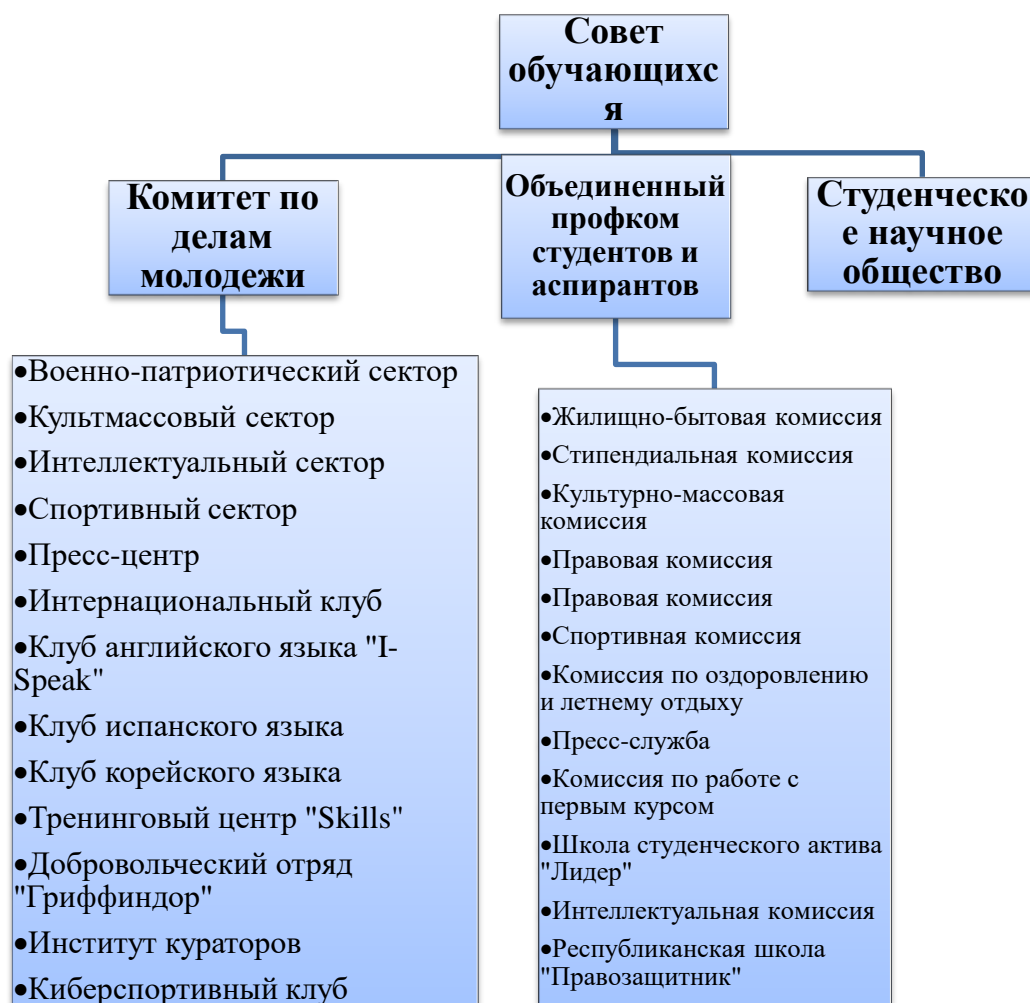 Совет
обучающихс
я
Комитет по
делам
молодежи
Объединенный
профком
студентов и
аспирантов
Студенческо
е научное
общество
•Военно-патриотический сектор
•Культмассовый сектор
•Интеллектуальный сектор
•Спортивный сектор
•Пресс-центр
•Интернациональный клуб
•Клуб английского языка "I-
Speak"
•Клуб испанского языка
•Клуб корейского языка
•Тренинговый центр "Skills"
•Добровольческий отряд
"Гриффиндор"
•Институт кураторов
•Киберспортивный клуб
•Жилищно-бытовая комиссия
•Стипендиальная комиссия
•Культурно-массовая
комиссия
•Правовая комиссия
•Правовая комиссия
•Спортивная комиссия
•Комиссия по оздоровлению
и летнему отдыху
•Пресс-служба
•Комиссия по работе с
первым курсом
•Школа студенческого актива
"Лидер"
•Интеллектуальная комиссия
•Республиканская школа
"Правозащитник"